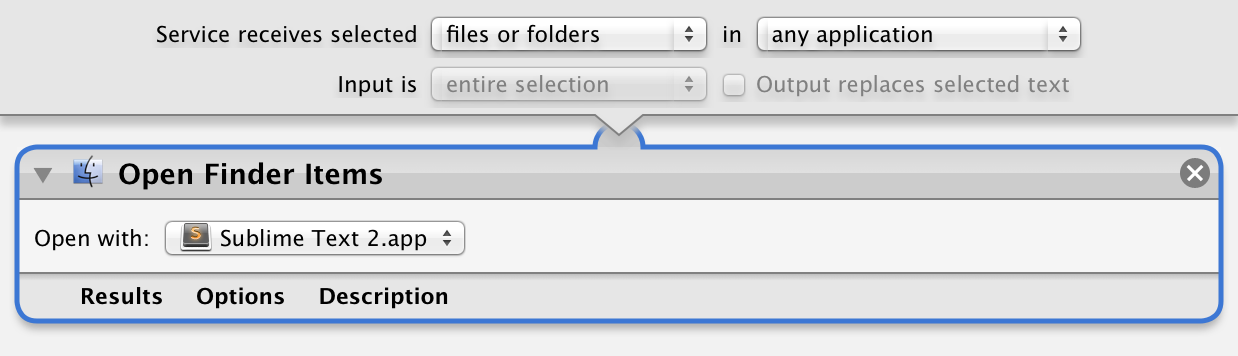 Service receives selected files or folders in any application
Input is entire selection Output replaces selected text
Open Finder Items
Open with: Sublime Text 2.app
Results Options Description